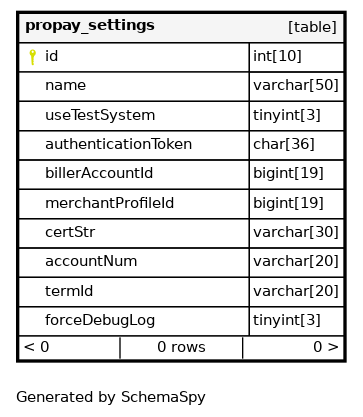 propay_settings [table]
id int[10]
name varchar[50]
useTestSystem tinyint[3]
authenticationToken char[36]
billerAccountId bigint[19]
merchantProfileId bigint[19]
certStr varchar[30]
accountNum varchar[20]
termId varchar[20]
forceDebugLog tinyint[3]
< 0 0 rows 0 >
Generated by SchemaSpy